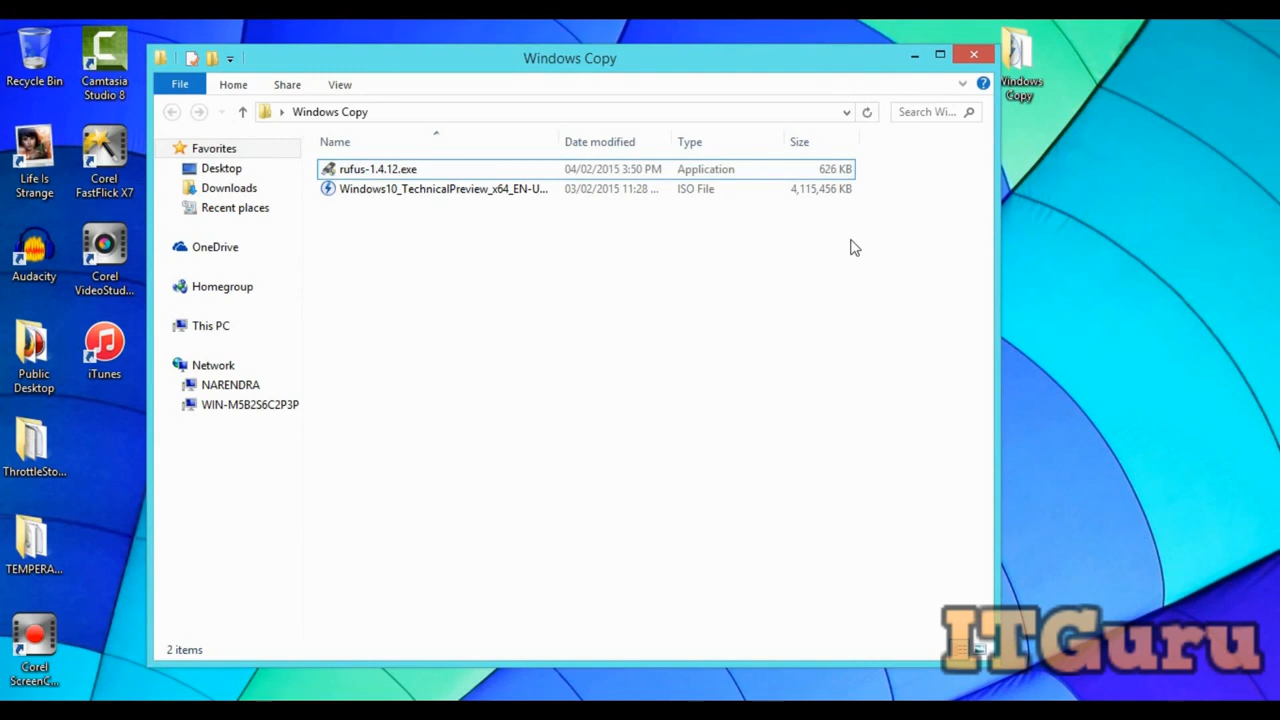 Recycle Bin
Camtasia
Studio 8
Life Is
Strange
Corel
FastFlick X7
Audacity
Corel
VideoStud...
Public
Desktop
iTunes
ThrottleSto...
TEMPERA...
Corel
ScreenC...
Windows Copy
File Home Share View
Windows Copy
Search Wi...
Name Date modified Type Size
rufus-1.4.12.exe 04/02/2015 3:50 PM Application 626 KB
Windows10_TechnicalPreview_x64_EN-U... 03/02/2015 11:28 ... ISO File 4,115,456 KB
Favorites
Desktop
Downloads
Recent places
OneDrive
Homegroup
This PC
Network
NARENDRA
WIN-M5B2S6C2P3P
2 items
Windows
Copy
ITGuru